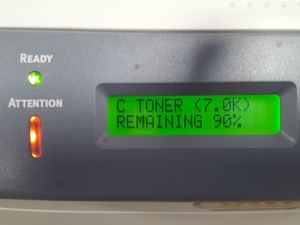 READY
ATTENTION
C TONER (7.0K)
REMAINING 90%